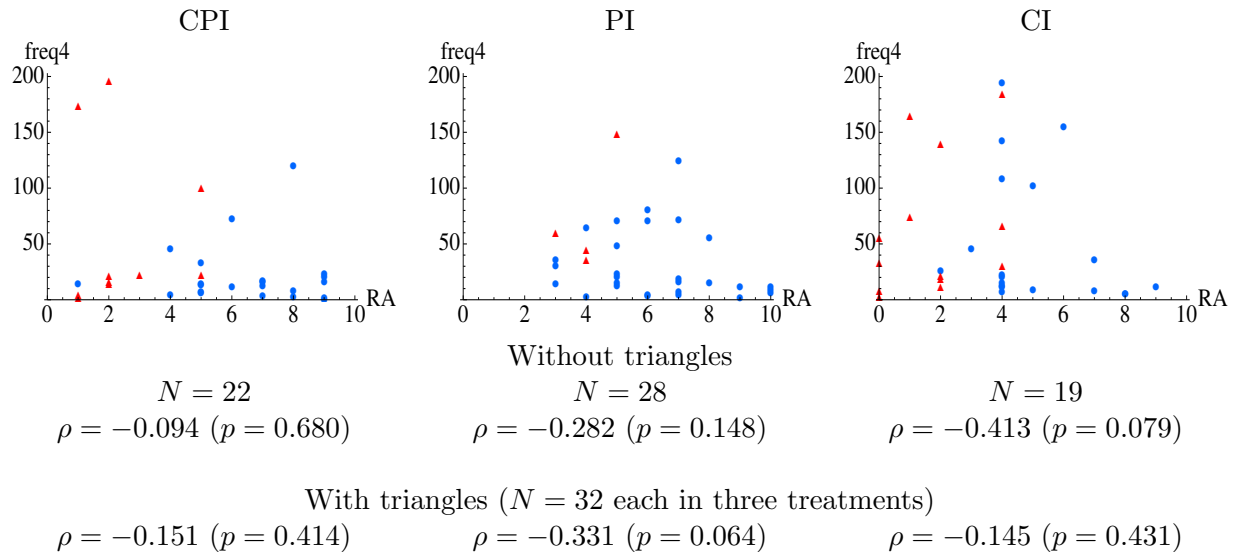 CPI PI CI
freq4 freq4 freq4
200 200 200
150 150 150
100 100 100
50 50 50
RA RA RA
0 2 4 6 8 10 0 2 4 6 8 10 0 2 4 6 8 10
Without triangles
N = 22 N = 28 N = 19
ρ = −0.094 (p = 0.680) ρ = −0.282 (p = 0.148) ρ = −0.413 (p = 0.079)
With triangles (N = 32 each in three treatments)
ρ = −0.151 (p = 0.414) ρ = −0.331 (p = 0.064) ρ = −0.145 (p = 0.431)